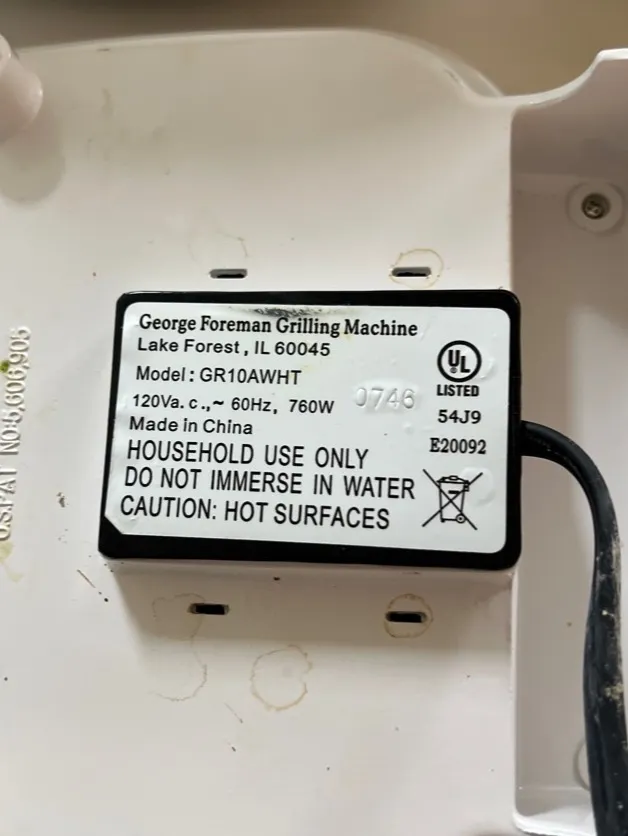 George Foreman Grilling Machine
Lake Forest, IL 60045
Model: GR10AWHT
120Va.c.,~ 60Hz, 760W
0746
Made in China
HOUSEHOLD USE ONLY
DO NOT IMMERSE IN WATER
CAUTION: HOT SURFACES
UL
LISTED
54J9
E20092
U.S.PAT NO:5,606,905